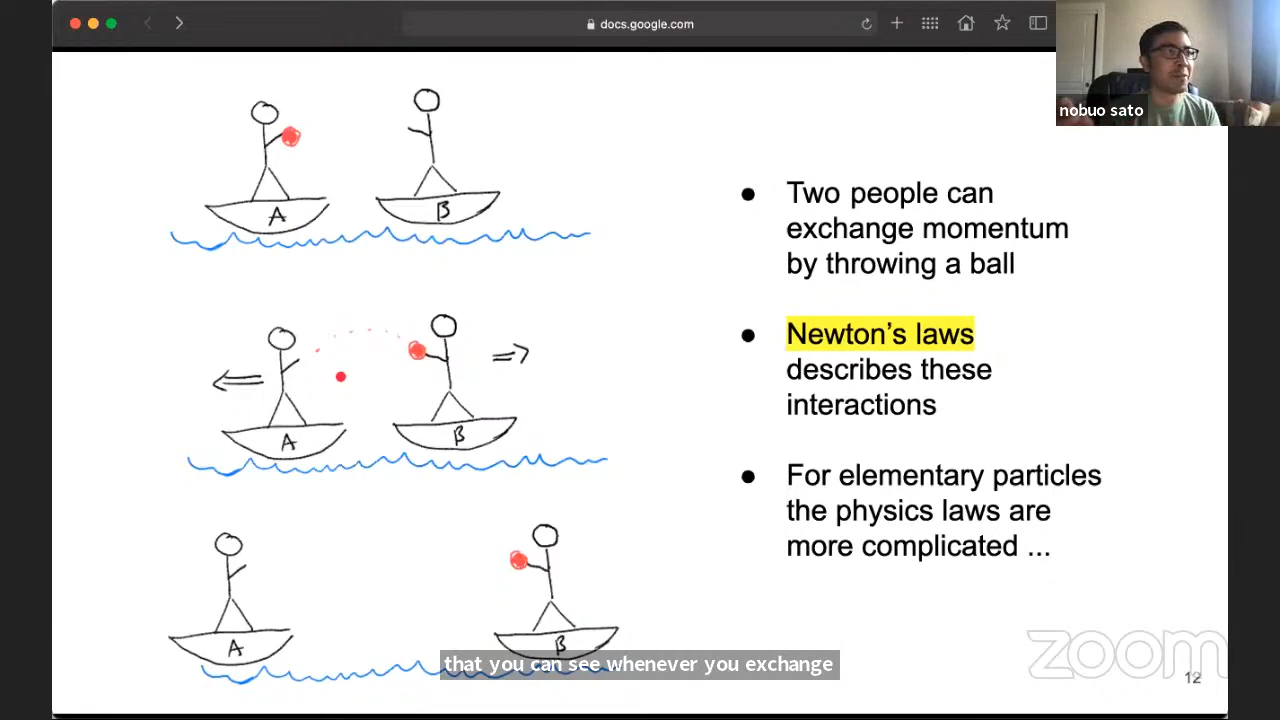 docs.google.com
nobuo sato
A
B
● Two people can
exchange momentum
by throwing a ball
A
B
● Newton's laws
describes these
interactions
● For elementary particles
the physics laws are
more complicated ...
A
B
that you can see whenever you exchange
zoom
12